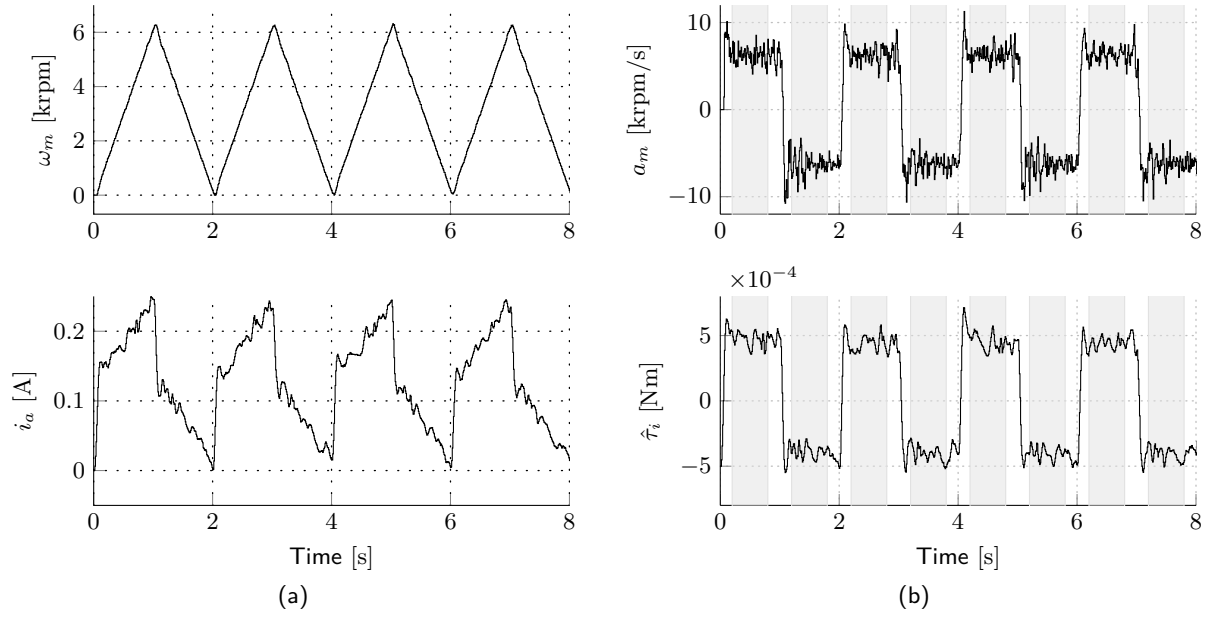 6
4
2
0
ω_m [krpm]
0 2 4 6 8
0.2
0.1
0
i_a [A]
0 2 4 6 8
Time [s]
(a)
10
0
−10
a_m [krpm/s]
0 2 4 6 8
×10⁻⁴
5
0
−5
τ̂_i [Nm]
0 2 4 6 8
Time [s]
(b)